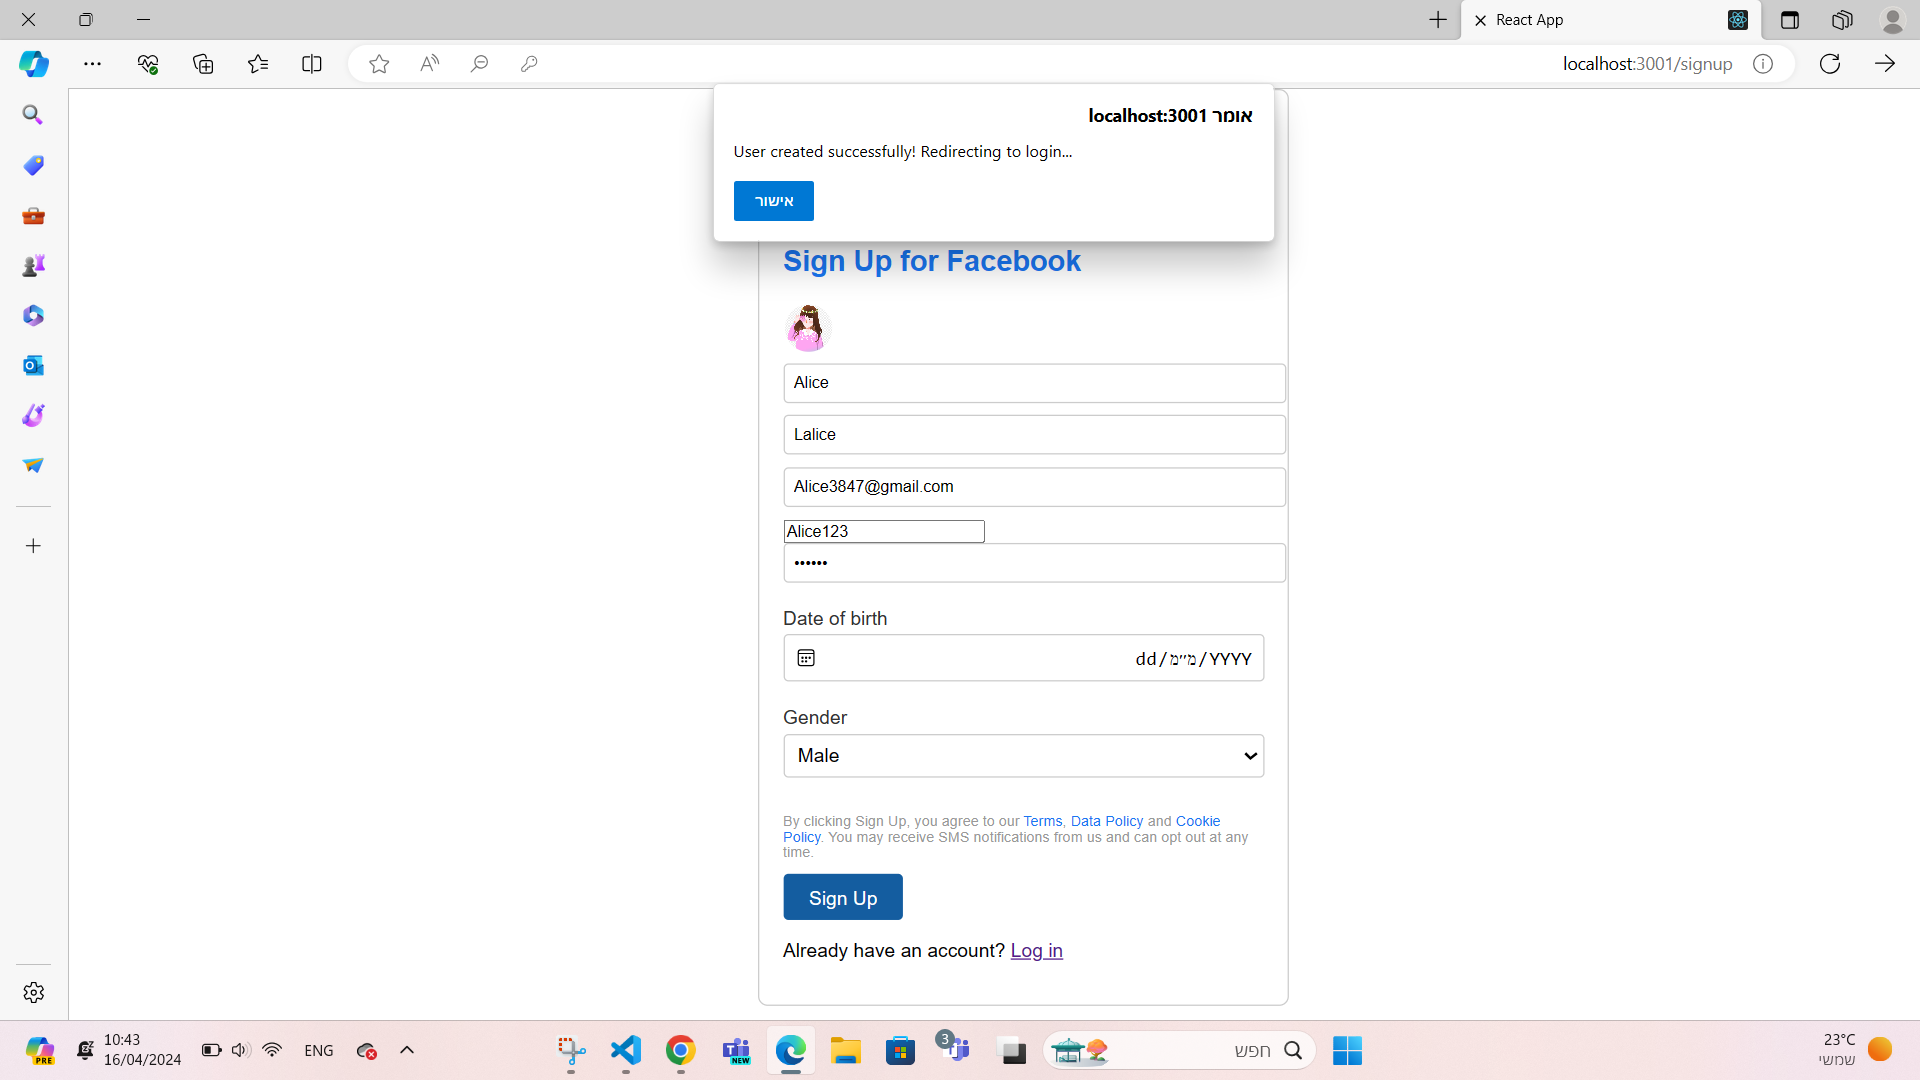 React App
localhost:3001/signup
localhost:3001 אומר
User created successfully! Redirecting to login...
אישור
Sign Up for Facebook
Alice
Lalice
Alice3847@gmail.com
Alice123
••••••
Date of birth
dd/מ׳׳מ/YYYY
Gender
Male
By clicking Sign Up, you agree to our Terms, Data Policy and Cookie
Policy. You may receive SMS notifications from us and can opt out at any
time.
Sign Up
Already have an account? Log in
PRE
10:43
16/04/2024
ENG
NEW
3
חפש
23°C
שמשי